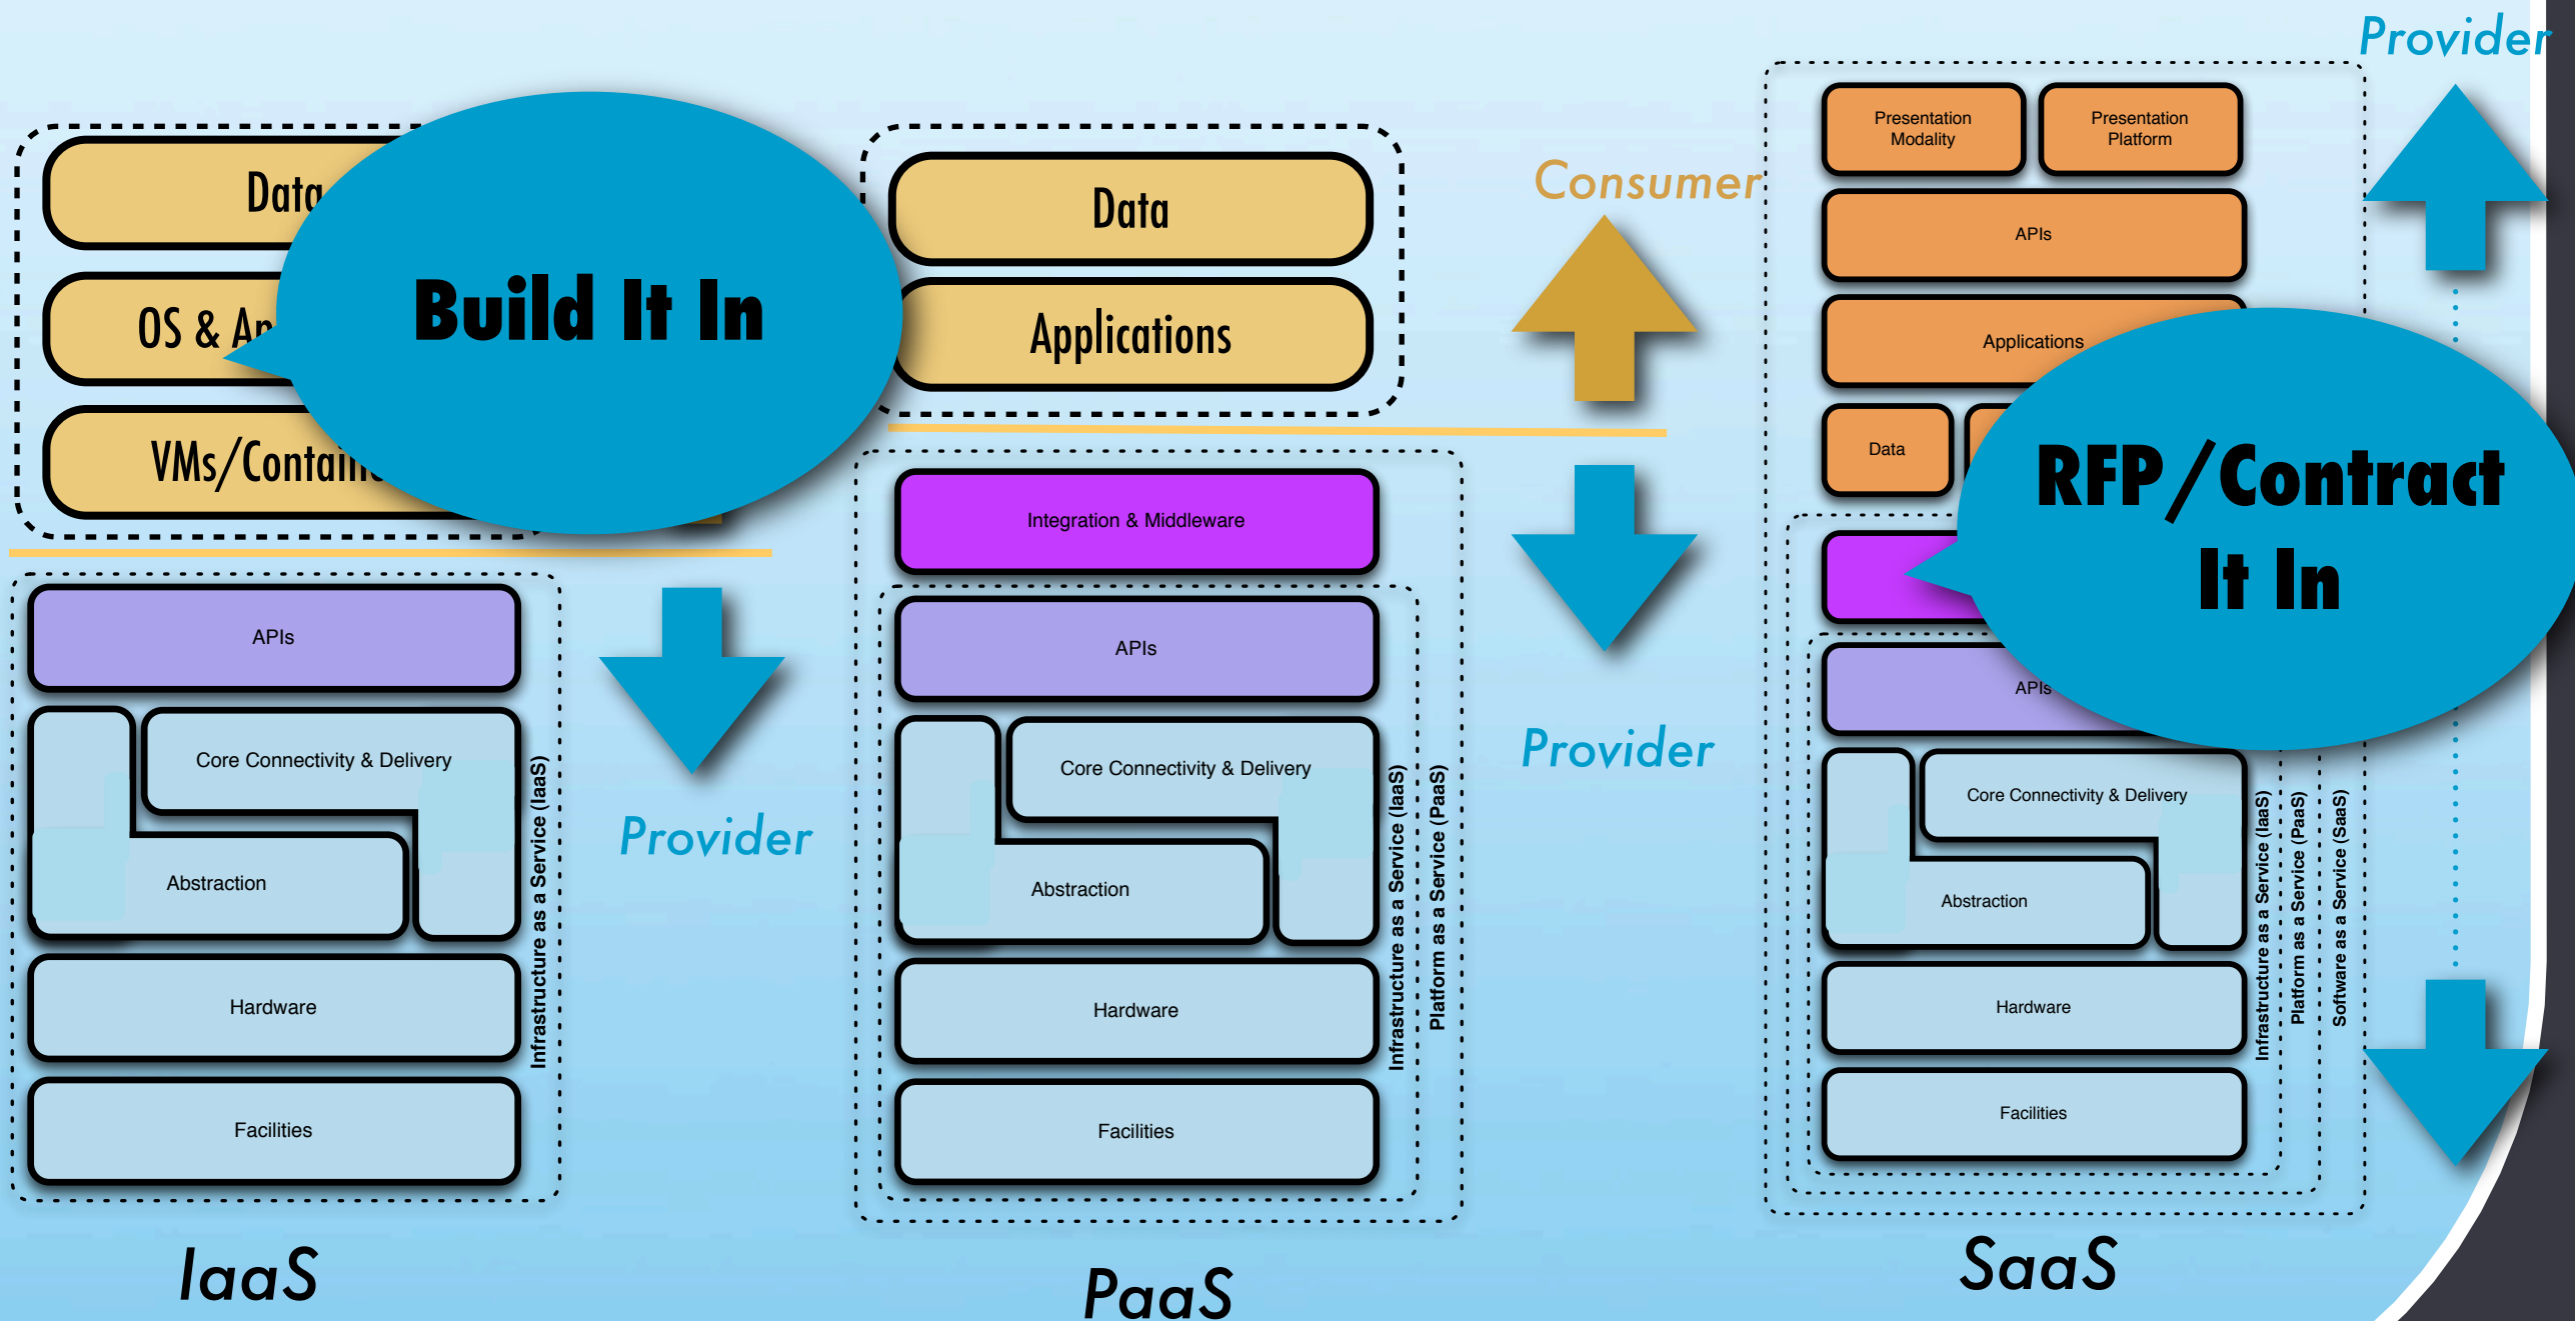 Data
Build It In
OS &
IaaS
APIs
Core Connectivity & Delivery
Abstraction
Hardware
Facilities
Infrastructure as a Service (IaaS)
Provider
Data
Applications
Consumer
Integration & Middleware
APIs
Core Connectivity & Delivery
Abstraction
Hardware
Facilities
Infrastructure as a Service (IaaS)
Platform as a Service (PaaS)
Provider
PaaS
Provider
Presentation
Modality
Presentation
Platform
APIs
Applications
Data
RFP/Contract
It In
APIs
Core Connectivity & Delivery
Abstraction
Hardware
Facilities
Infrastructure as a Service (IaaS)
Platform as a Service (PaaS)
Software as a Service (SaaS)
SaaS